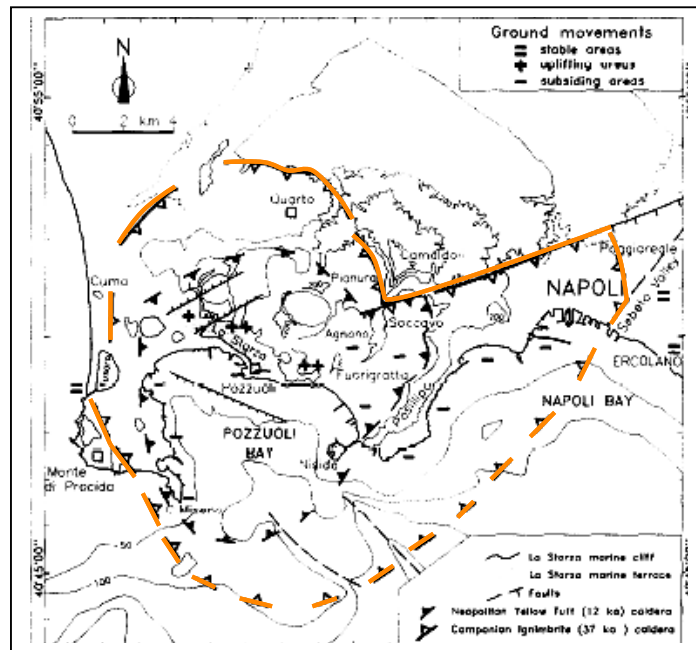 Ground movements
stable areas
uplifting areas
subsiding areas
N
40°55'00"
0 2 km 4
Quarto
Camaldoli
Poggioreale
Cuma
Pianura
NAPOLI
Sebeto Valley
Soccavo
Agnano
La Starza
Fuorigrotta
ERCOLANO
Pozzuoli
Posillipo
NAPOLI BAY
POZZUOLI
BAY
Nisida
Monte
di Procida
C. Miseno
50
100
40°45'00"
La Starza marine cliff
La Starza marine terrace
Faults
Neapolitan Yellow Tuff (12 ka) caldera
Campanian Ignimbrite (37 ka) caldera